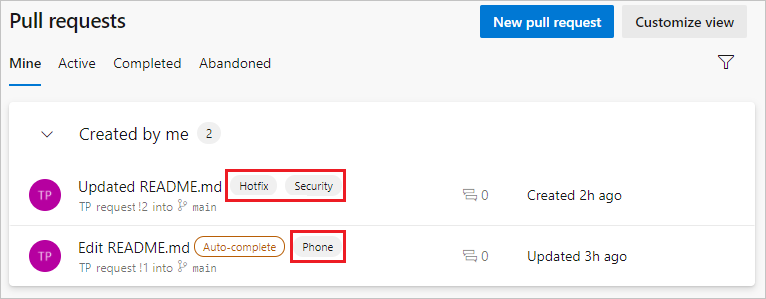 Pull requests
New pull request
Customize view
Mine Active Completed Abandoned
Created by me 2
TP Updated README.md Hotfix Security 0 Created 2h ago
TP request !2 into main
TP Edit README.md Auto-complete Phone 0 Updated 3h ago
TP request !1 into main